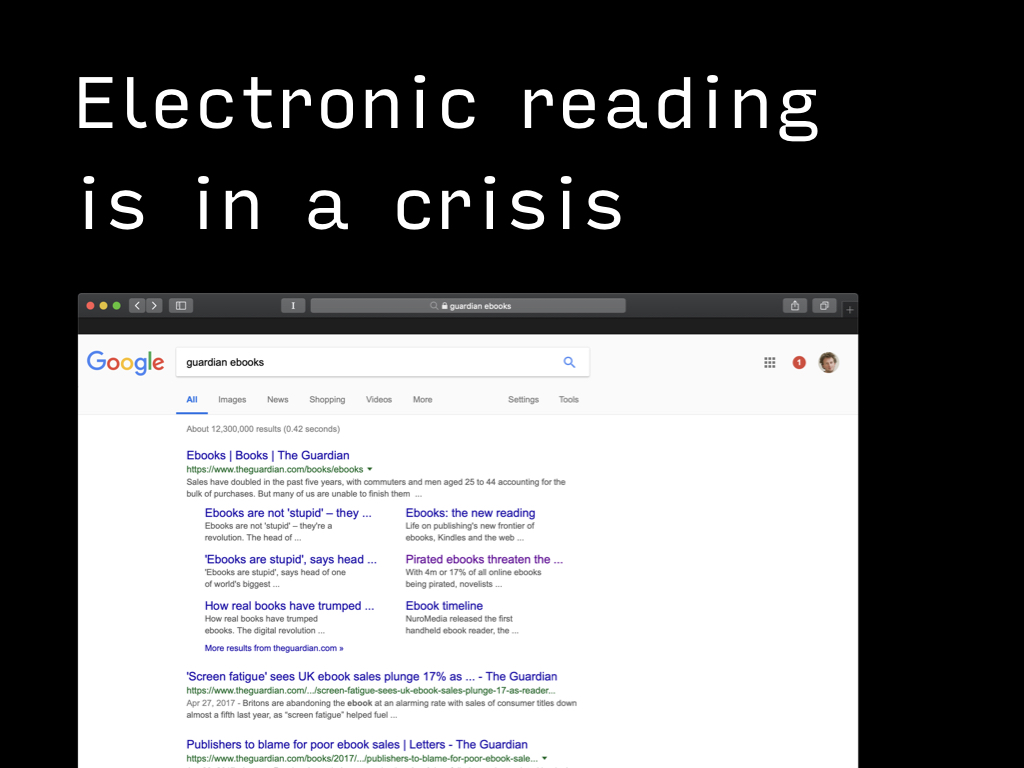 Electronic reading
is in a crisis
I
guardian ebooks
Google
guardian ebooks
1
All Images News Shopping Videos More Settings Tools
About 12,300,000 results (0.42 seconds)
Ebooks | Books | The Guardian
https://www.theguardian.com/books/ebooks
Sales have doubled in the past five years, with commuters and men aged 25 to 44 accounting for the
bulk of purchases. But many of us are unable to finish them ...
Ebooks are not 'stupid' – they ...
Ebooks are not 'stupid' – they're a
revolution. The head of ...
Ebooks: the new reading
Life on publishing's new frontier of
ebooks, Kindles and the web ...
'Ebooks are stupid', says head ...
'Ebooks are stupid', says head of one
of world's biggest ...
Pirated ebooks threaten the ...
With 4m or 17% of all online ebooks
being pirated, novelists ...
How real books have trumped ...
How real books have trumped
ebooks. The digital revolution ...
Ebook timeline
NuroMedia released the first
handheld ebook reader, the ...
More results from theguardian.com »
'Screen fatigue' sees UK ebook sales plunge 17% as ... - The Guardian
https://www.theguardian.com/.../screen-fatigue-sees-uk-ebook-sales-plunge-17-as-reader...
Apr 27, 2017 - Britons are abandoning the ebook at an alarming rate with sales of consumer titles down
almost a fifth last year, as "screen fatigue" helped fuel ...
Publishers to blame for poor ebook sales | Letters - The Guardian
https://www.theguardian.com/books/2017/.../publishers-to-blame-for-poor-ebook-sale...